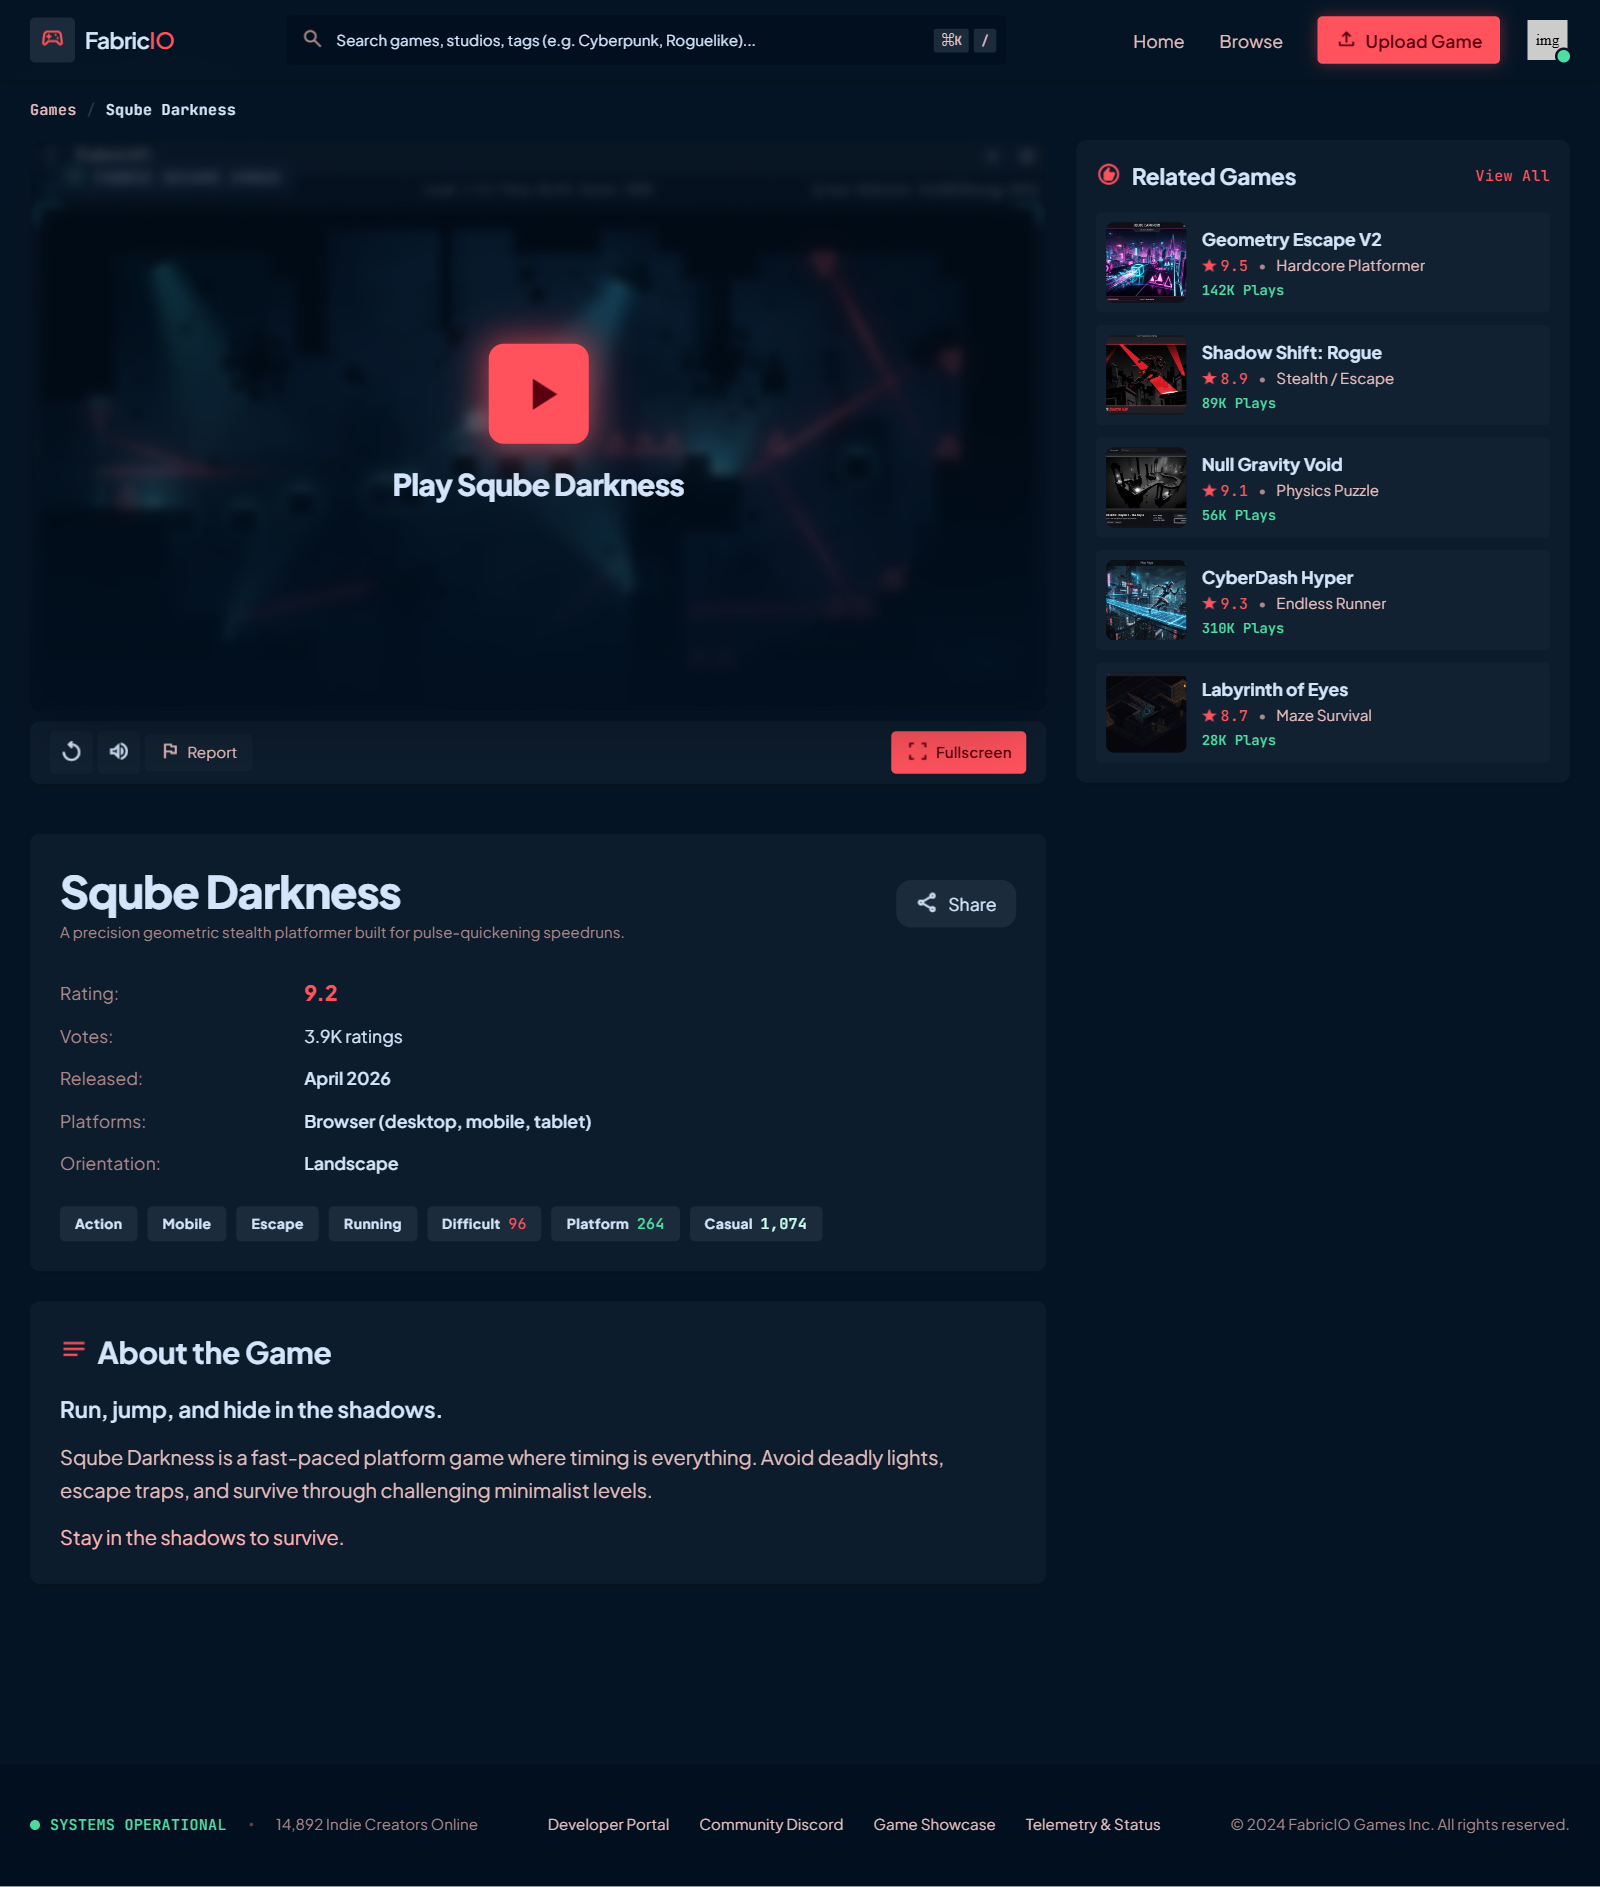 FabricIO
Search games, studios, tags (e.g. Cyberpunk, Roguelike)...
⌘K
/
Home
Browse
Upload Game
img
Games / Sqube Darkness
Play Sqube Darkness
Report
Fullscreen
Related Games
View All
Geometry Escape V2
★ 9.5 • Hardcore Platformer
142K Plays
Shadow Shift: Rogue
★ 8.9 • Stealth / Escape
89K Plays
Null Gravity Void
★ 9.1 • Physics Puzzle
56K Plays
CyberDash Hyper
★ 9.3 • Endless Runner
310K Plays
Labyrinth of Eyes
★ 8.7 • Maze Survival
28K Plays
Sqube Darkness
A precision geometric stealth platformer built for pulse-quickening speedruns.
Share
Rating: 9.2
Votes: 3.9K ratings
Released: April 2026
Platforms: Browser (desktop, mobile, tablet)
Orientation: Landscape
Action Mobile Escape Running Difficult 96 Platform 264 Casual 1,074
About the Game
Run, jump, and hide in the shadows.
Sqube Darkness is a fast-paced platform game where timing is everything. Avoid deadly lights,
escape traps, and survive through challenging minimalist levels.
Stay in the shadows to survive.
SYSTEMS OPERATIONAL • 14,892 Indie Creators Online
Developer Portal
Community Discord
Game Showcase
Telemetry & Status
© 2024 FabricIO Games Inc. All rights reserved.